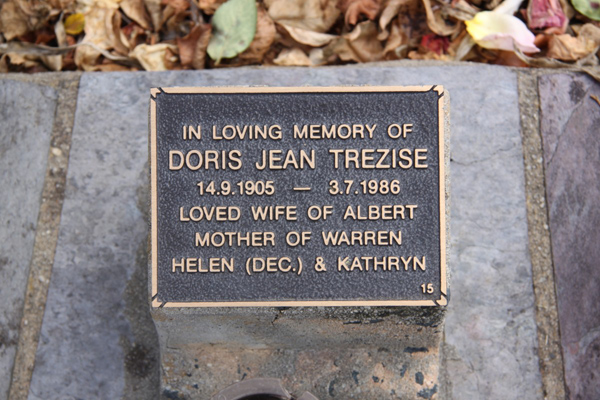 IN LOVING MEMORY OF
DORIS JEAN TREZISE
14.9.1905 — 3.7.1986
LOVED WIFE OF ALBERT
MOTHER OF WARREN
HELEN (DEC.) & KATHRYN
15